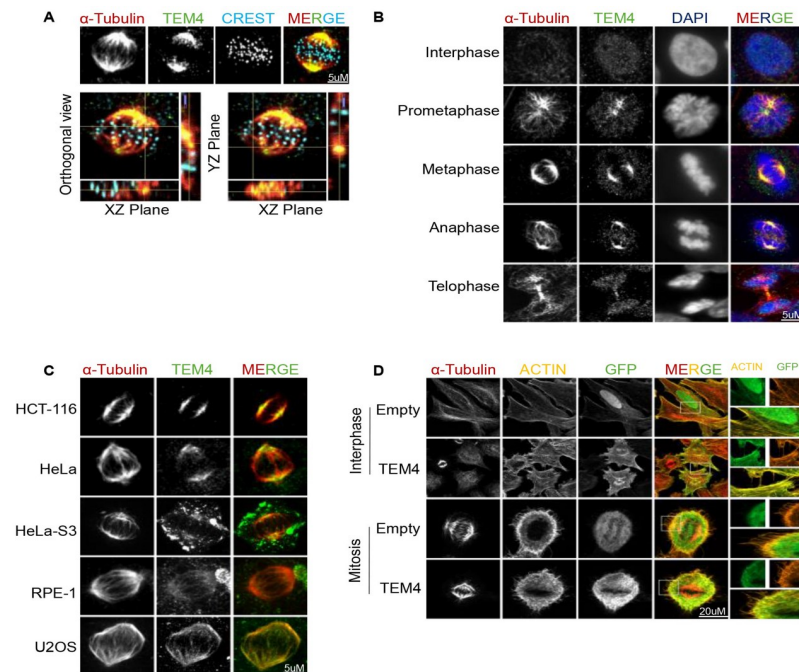 A
α-Tubulin TEM4 CREST MERGE
5uM
Orthogonal view
YZ Plane
XZ Plane
XZ Plane
B
α-Tubulin TEM4 DAPI MERGE
Interphase
Prometaphase
Metaphase
Anaphase
Telophase
5uM
C
α-Tubulin TEM4 MERGE
HCT-116
HeLa
HeLa-S3
RPE-1
U2OS
5uM
D
α-Tubulin ACTIN GFP MERGE ACTIN GFP
Interphase
Empty
TEM4
Mitosis
Empty
TEM4
20uM